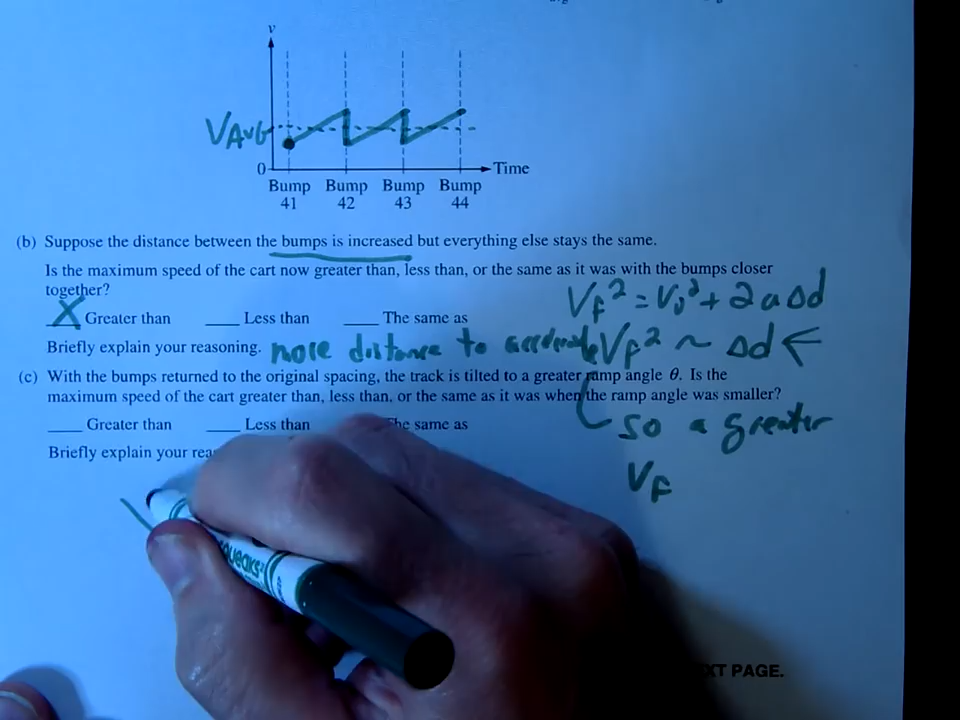 v
VAVG
0
Time
Bump Bump Bump Bump
41 42 43 44
(b) Suppose the distance between the bumps is increased but everything else stays the same.
Is the maximum speed of the cart now greater than, less than, or the same as it was with the bumps closer
together?
X Greater than ____ Less than ____ The same as
Vf² = V₀² + 2aΔd
Briefly explain your reasoning. more distance to accelerate
Vf² ~ Δd ←
(c) With the bumps returned to the original spacing, the track is tilted to a greater ramp angle θ. Is the
maximum speed of the cart greater than, less than, or the same as it was when the ramp angle was smaller?
____ Greater than ____ Less than The same as
so a greater
Vf
Briefly explain your
squeaks
XT PAGE.